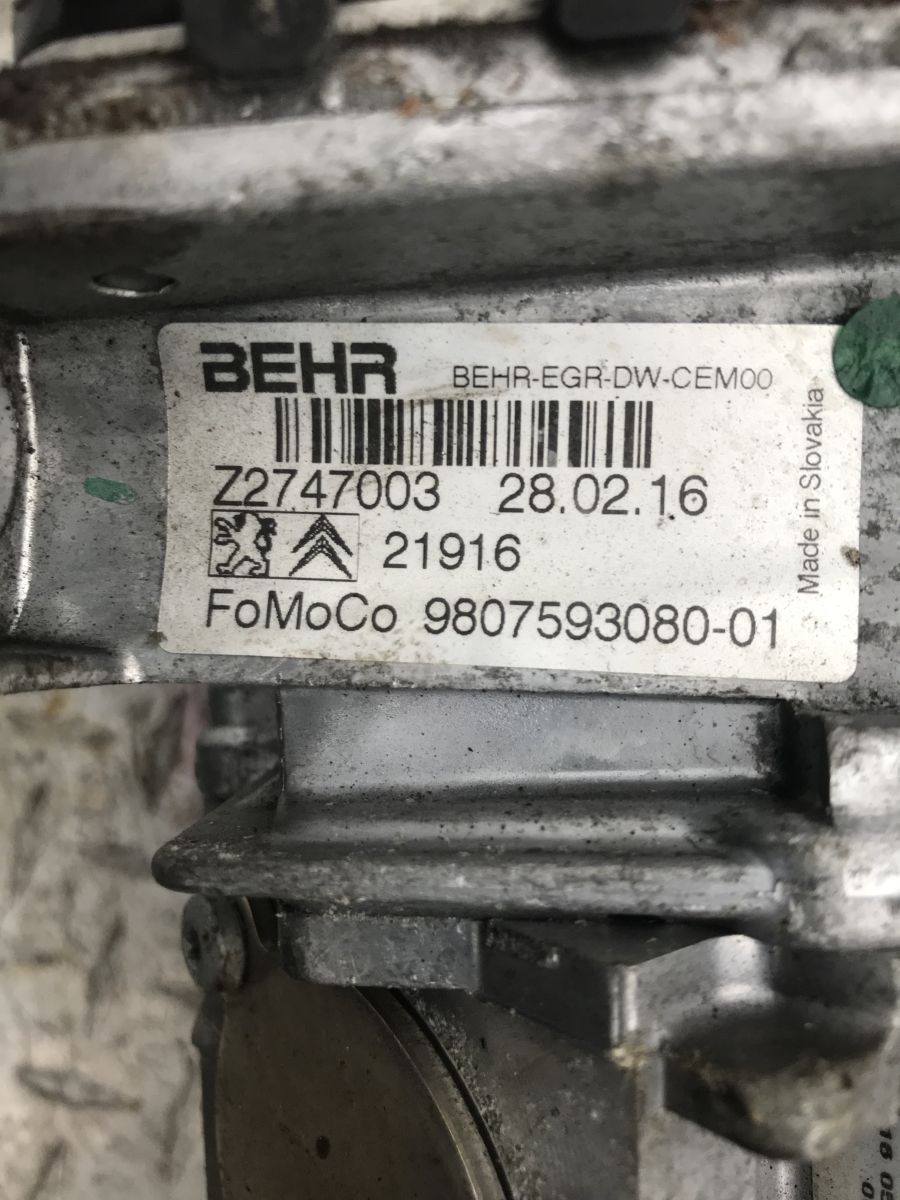 BEHR BEHR-EGR-DW-CEM00
Z2747003 28.02.16
21916
FoMoCo 9807593080-01
Made in Slovakia